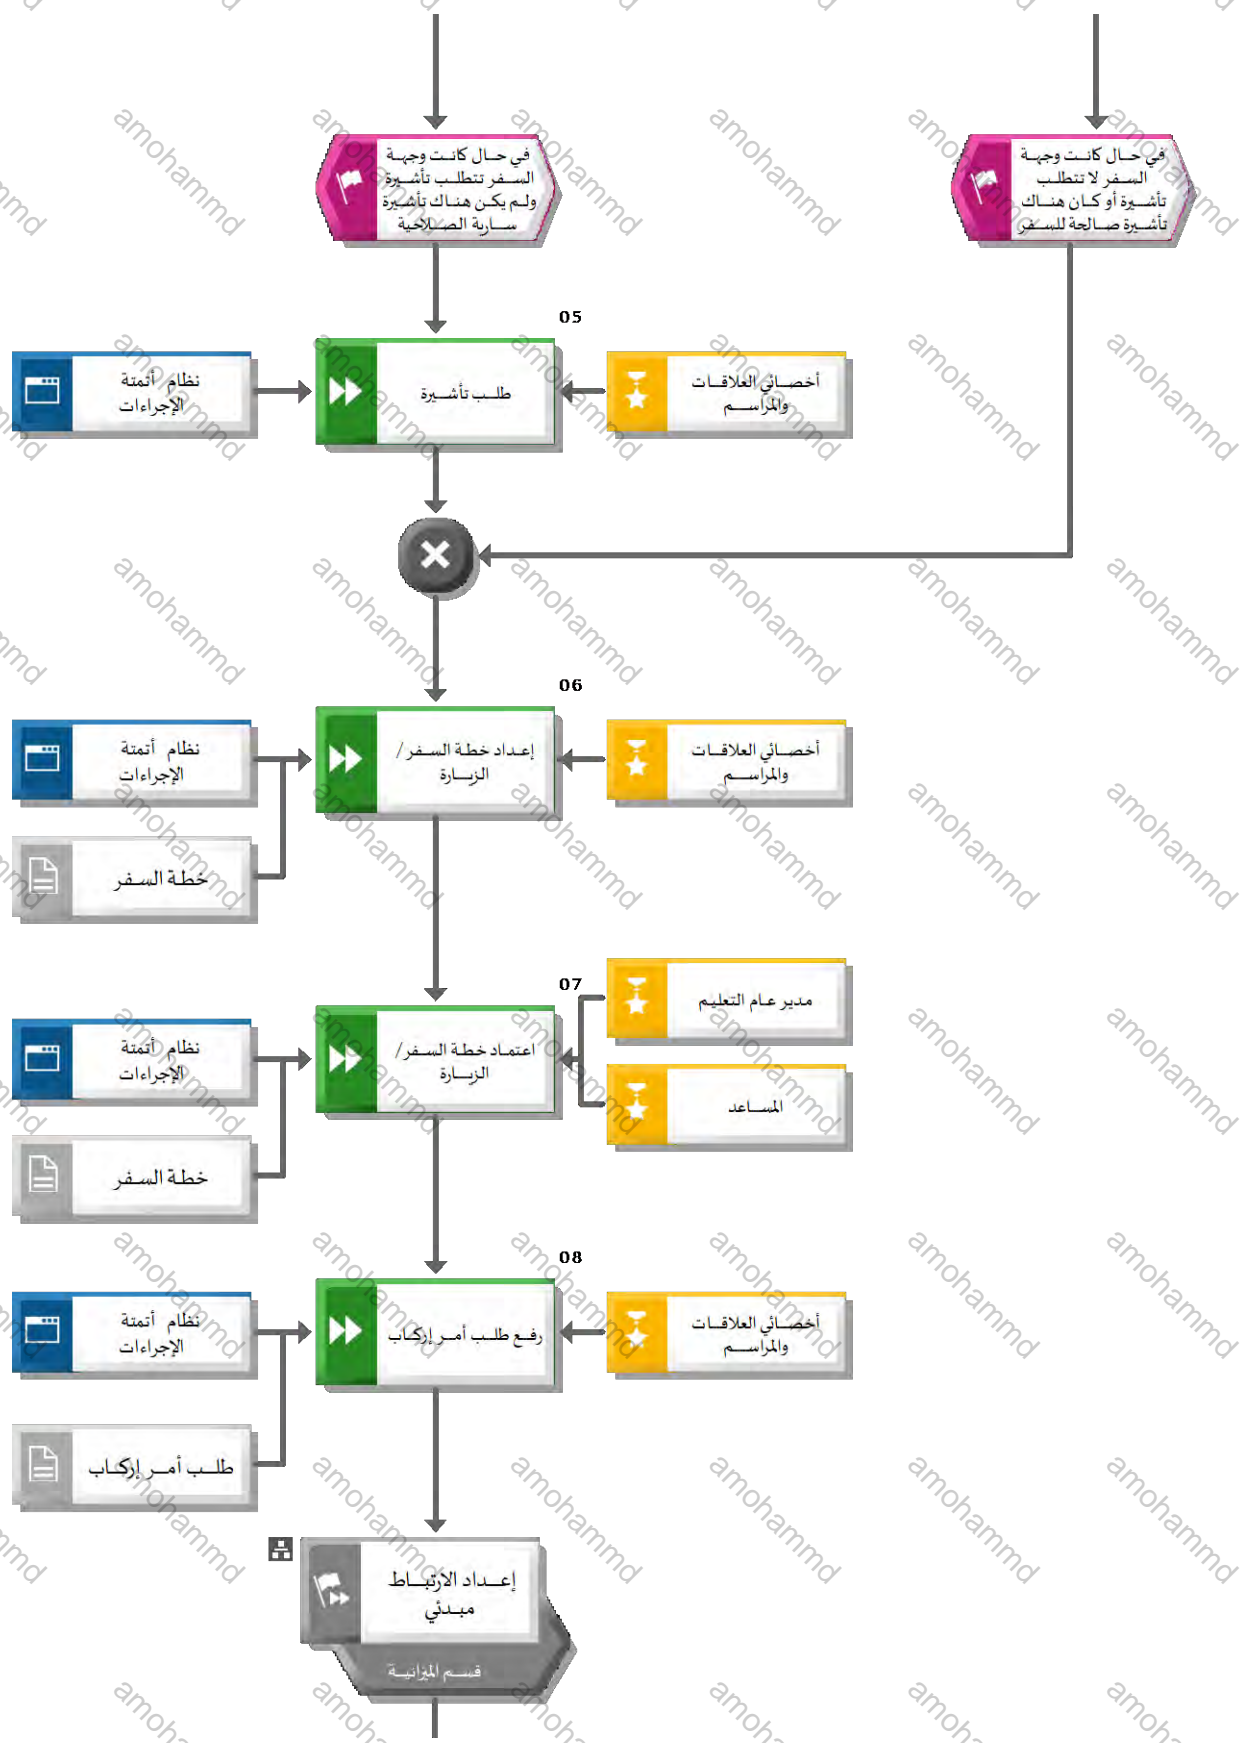 في حال كانت وجهة
السفر لا تتطلب
تأشيرة أو كان هناك
تأشيرة صالحة للسفر
في حال كانت وجهة
السفر تتطلب تأشيرة
ولم يكن هناك تأشيرة
سارية الصلاحية
05
أخصائي العلاقات
والمراسم
طلب تأشيرة
نظام أتمتة
الإجراءات
06
أخصائي العلاقات
والمراسم
إعداد خطة السفر /
الزيارة
نظام أتمتة
الإجراءات
خطة السفر
07
مدير عام التعليم
المساعد
اعتماد خطة السفر/
الزيارة
نظام أتمتة
الإجراءات
خطة السفر
08
أخصائي العلاقات
والمراسم
رفع طلب أمر إركاب
نظام أتمتة
الإجراءات
طلب أمر إركاب
إعداد الارتباط
مبدئي
قسم الميزانية
amohammd